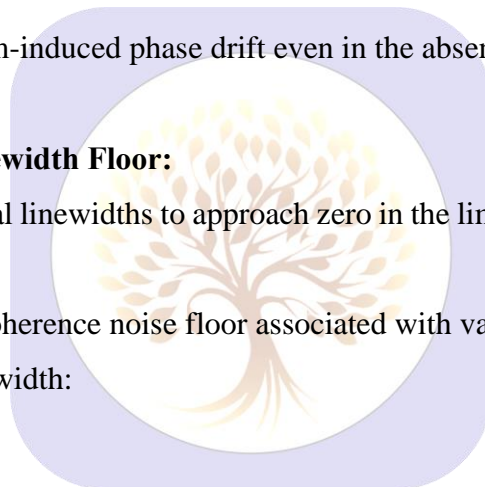 n-induced phase drift even in the absen
ewidth Floor:
al linewidths to approach zero in the lin
oherence noise floor associated with va
width: